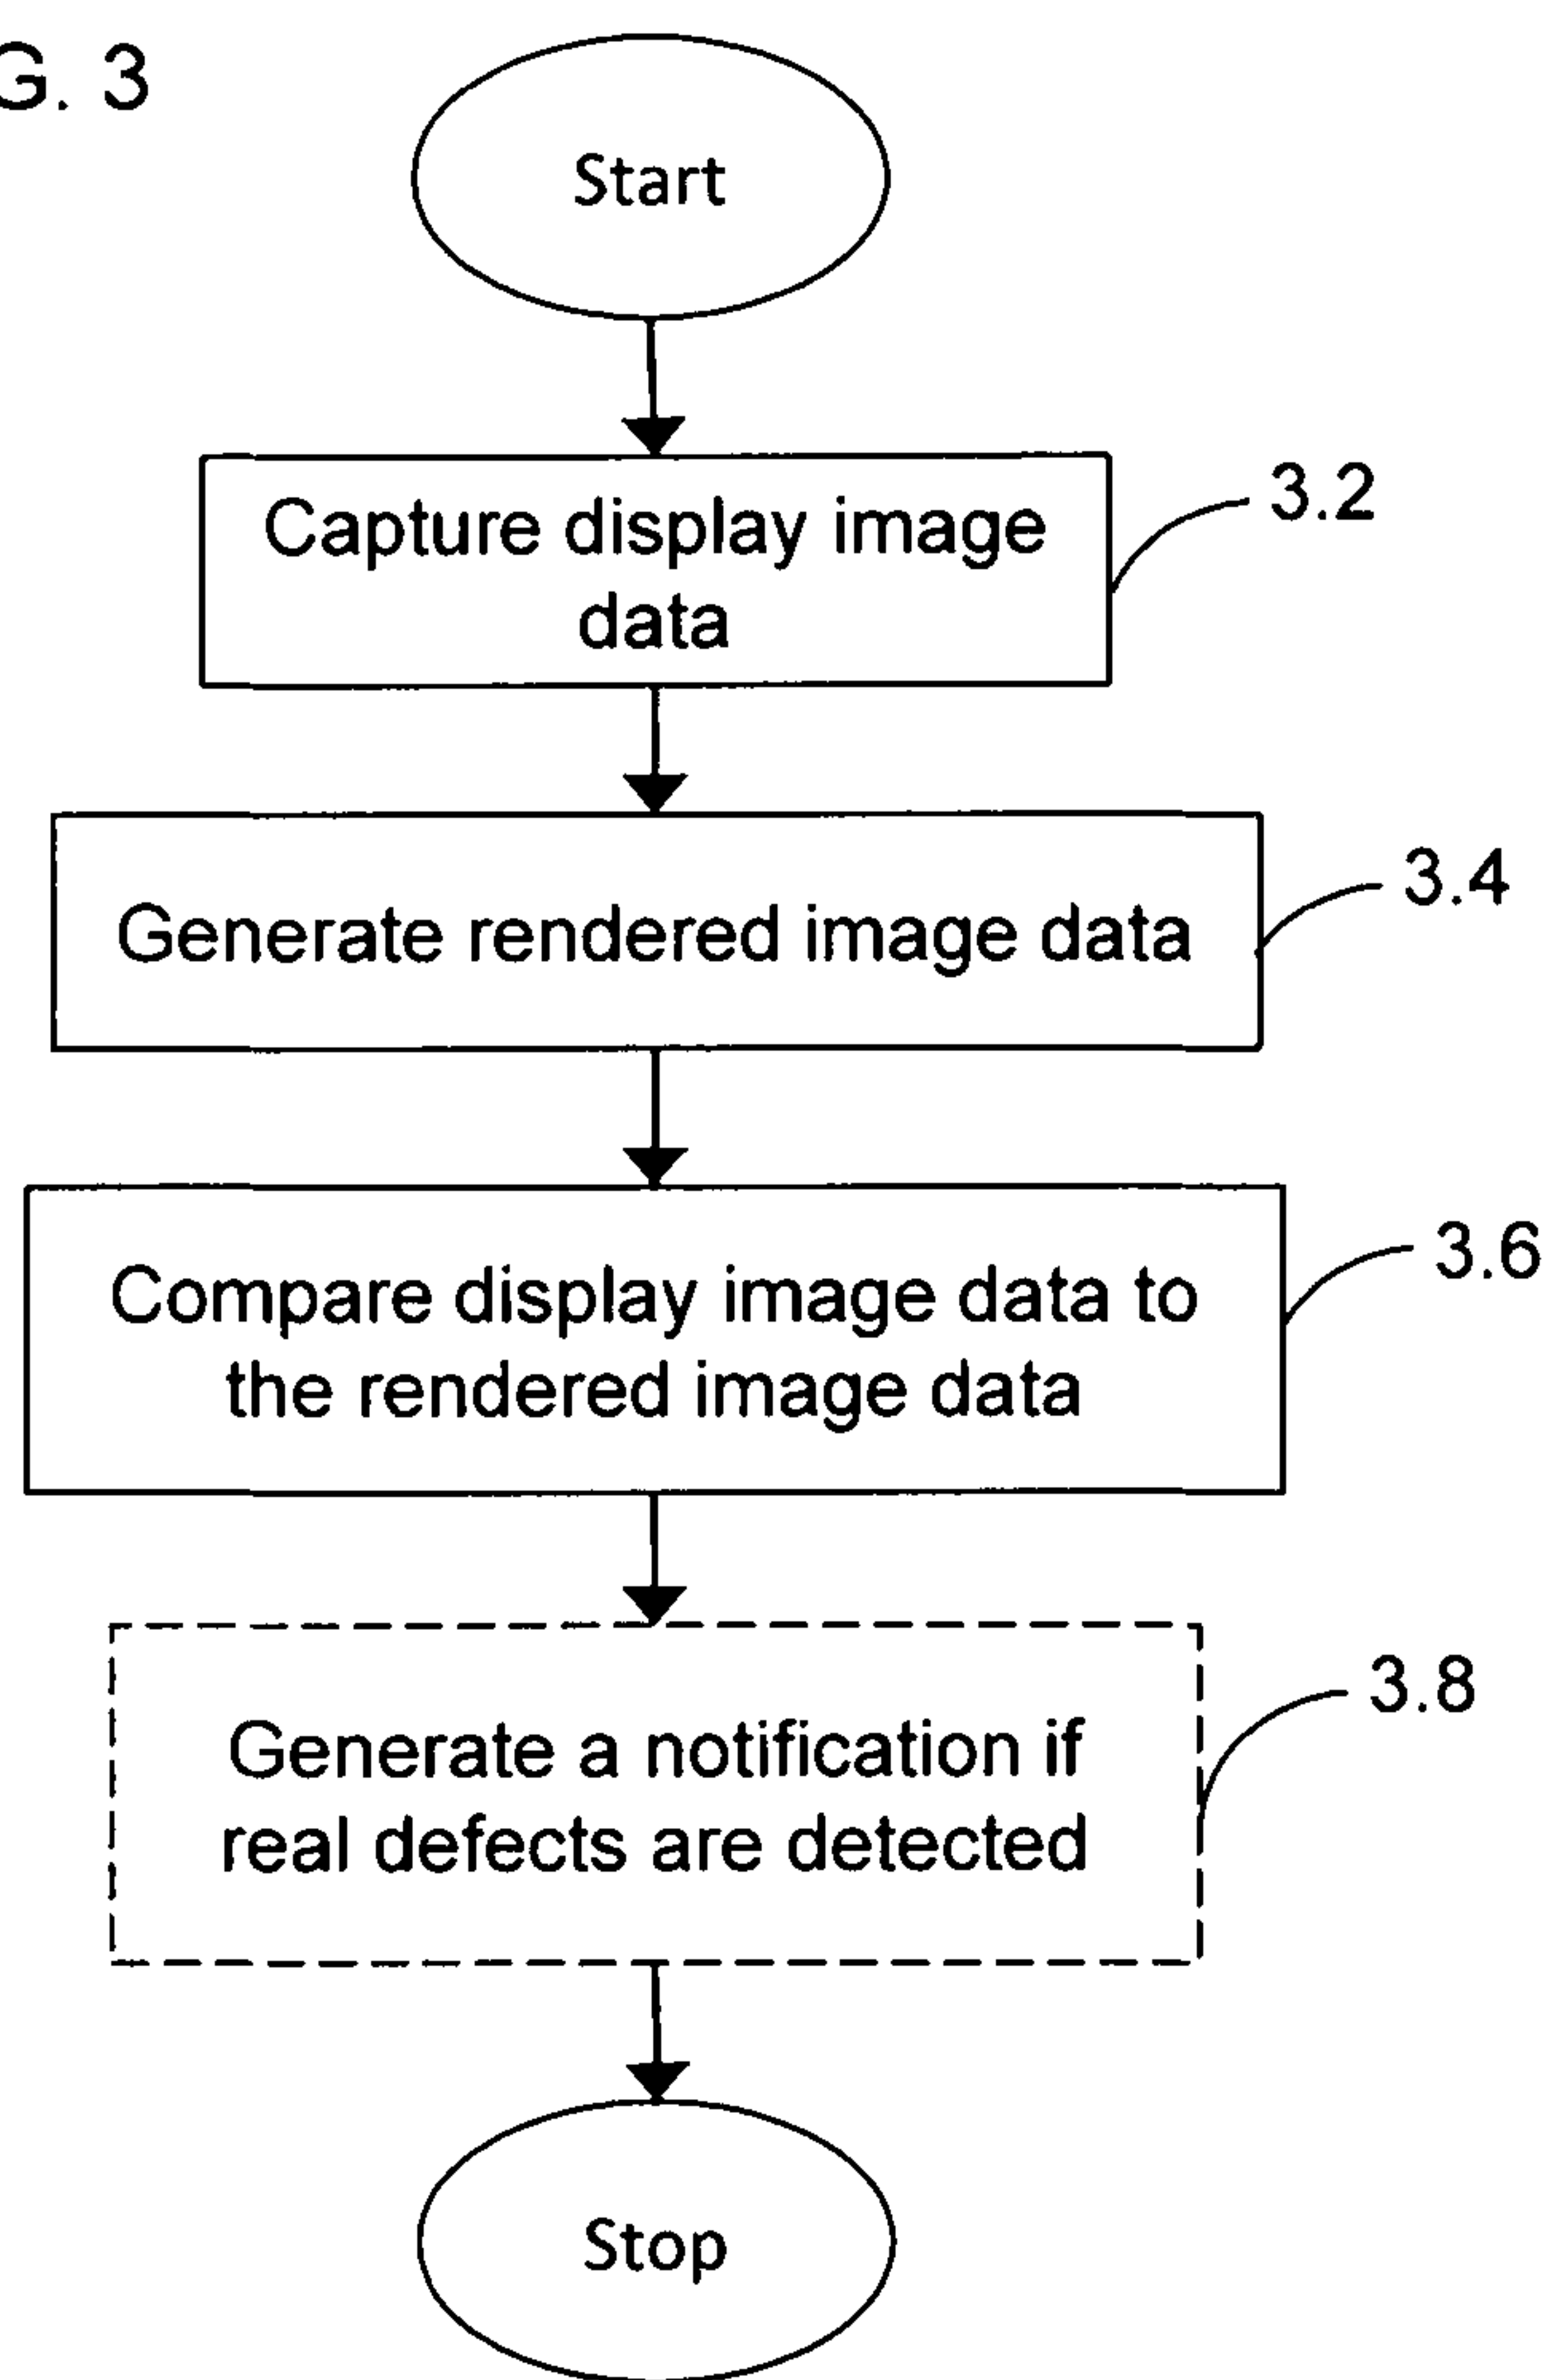 G. 3
Start
Capture display image
data
3.2
Generate rendered image data
3.4
Compare display image data to
the rendered image data
3.6
Generate a notification if
real defects are detected
3.8
Stop